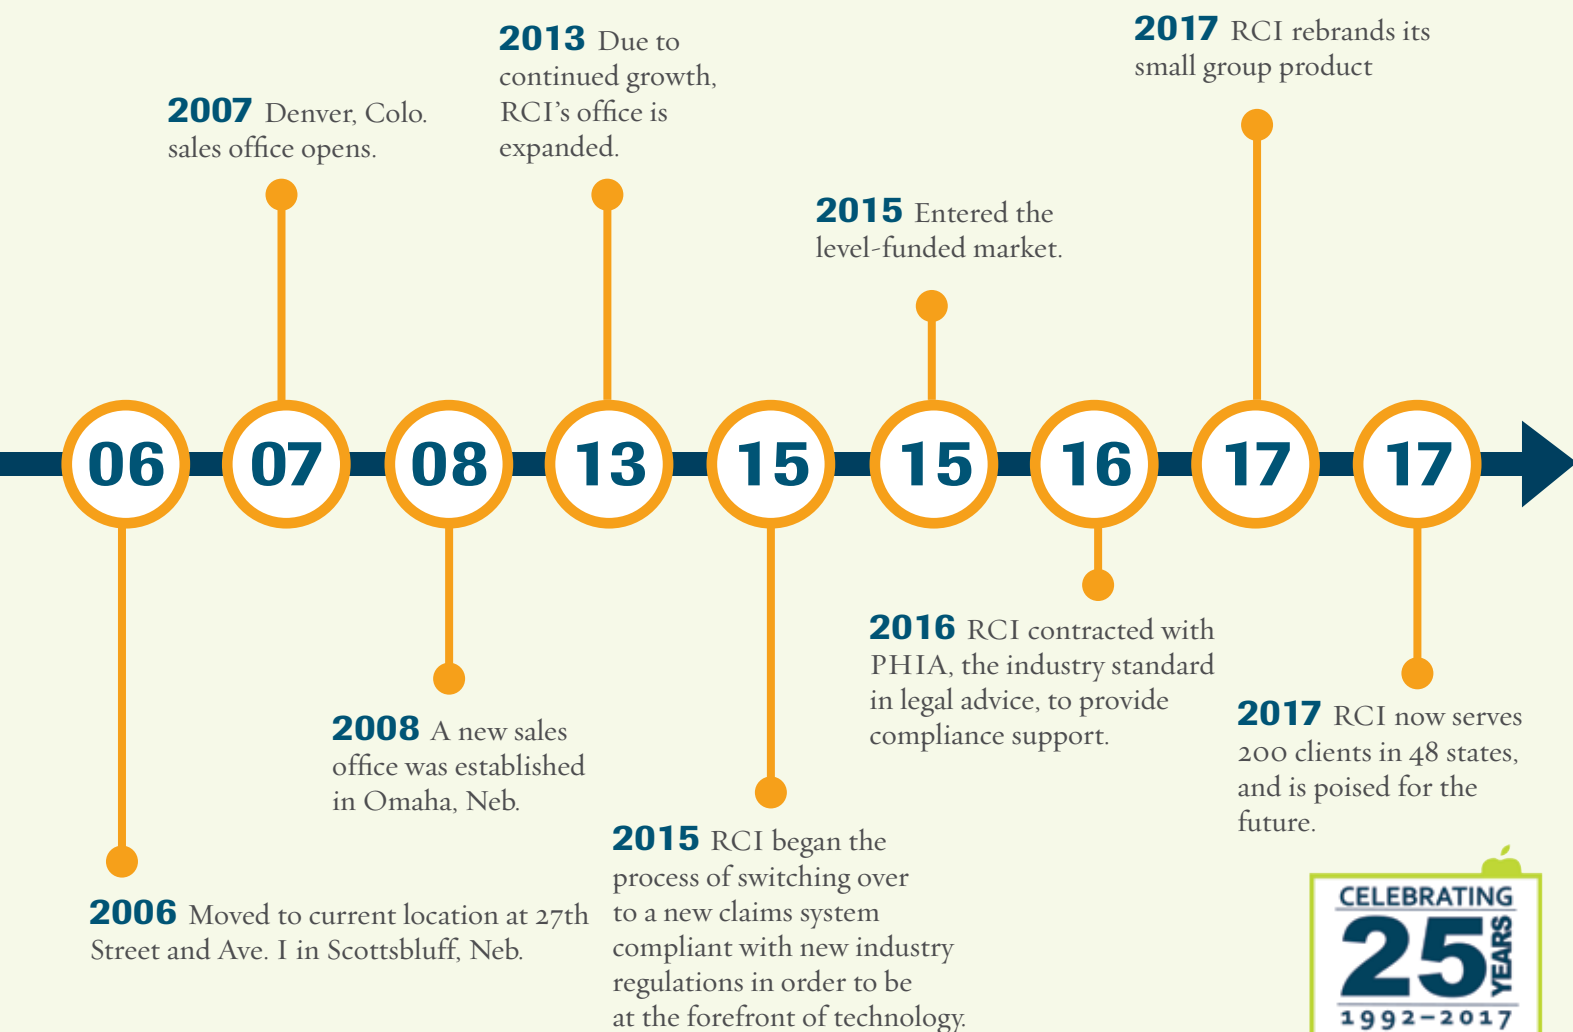 2007 Denver, Colo.
sales office opens.
2013 Due to
continued growth,
RCI’s office is
expanded.
2015 Entered the
level-funded market.
2017 RCI rebrands its
small group product
06
07
08
13
15
15
16
17
17
2006 Moved to current location at 27th
Street and Ave. I in Scottsbluff, Neb.
2008 A new sales
office was established
in Omaha, Neb.
2015 RCI began the
process of switching over
to a new claims system
compliant with new industry
regulations in order to be
at the forefront of technology.
2016 RCI contracted with
PHIA, the industry standard
in legal advice, to provide
compliance support.
2017 RCI now serves
200 clients in 48 states,
and is poised for the
future.
CELEBRATING
25 YEARS
1992–2017